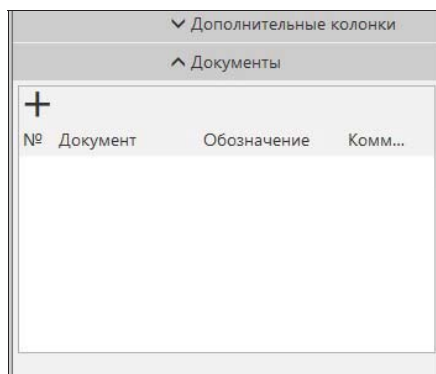 Дополнительные колонки
Документы
№ Документ Обозначение Комм...